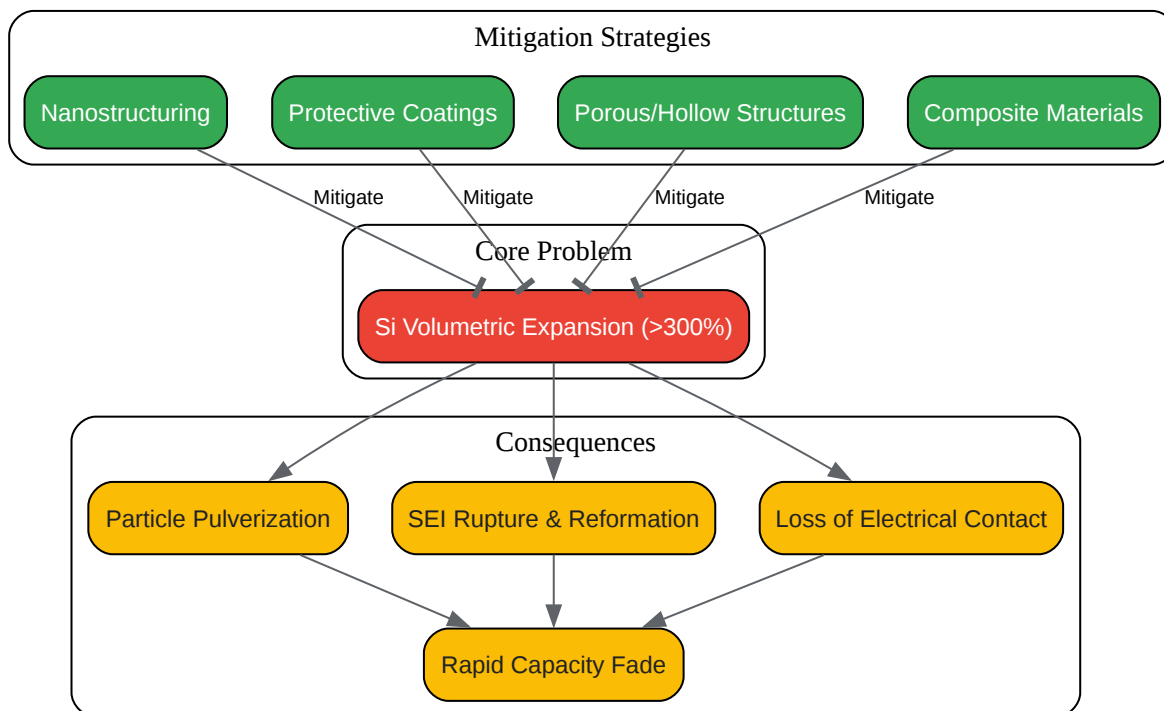 Mitigation Strategies
Nanostructuring
Protective Coatings
Porous/Hollow Structures
Composite Materials
Mitigate
Mitigate
Mitigate
Mitigate
Core Problem
Si Volumetric Expansion (>300%)
Consequences
Particle Pulverization
SEI Rupture & Reformation
Loss of Electrical Contact
Rapid Capacity Fade